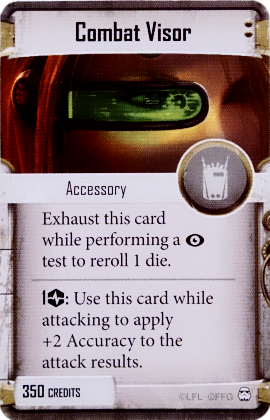 Combat Visor
Accessory
Exhaust this card
while performing a
test to reroll 1 die.
1 : Use this card while
attacking to apply
+2 Accuracy to the
attack results.
350 CREDITS
©LFL ©FFG